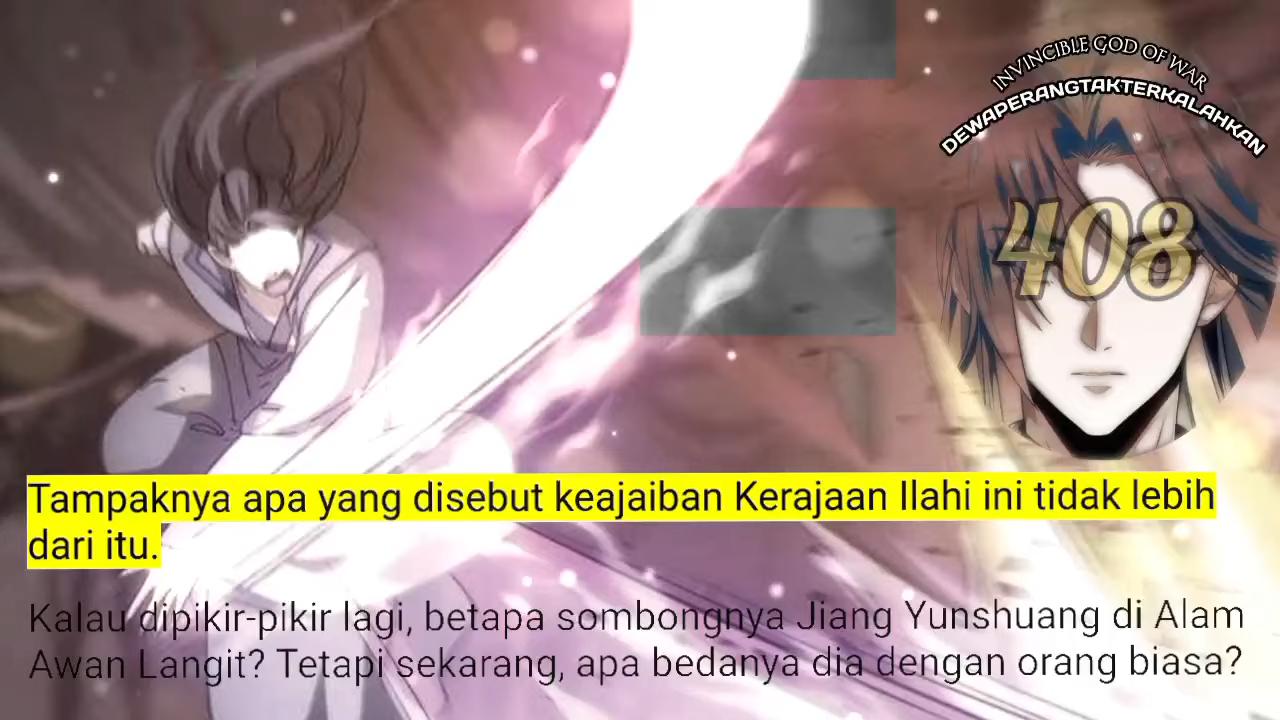 INVINCIBLE GOD OF WAR
DEWAPERANGTAKTERKALAHKAN
408
Tampaknya apa yang disebut keajaiban Kerajaan Ilahi ini tidak lebih
dari itu.
Kalau dipikir-pikir lagi, betapa sombongnya Jiang Yunshuang di Alam
Awan Langit? Tetapi sekarang, apa bedanya dia dengan orang biasa?